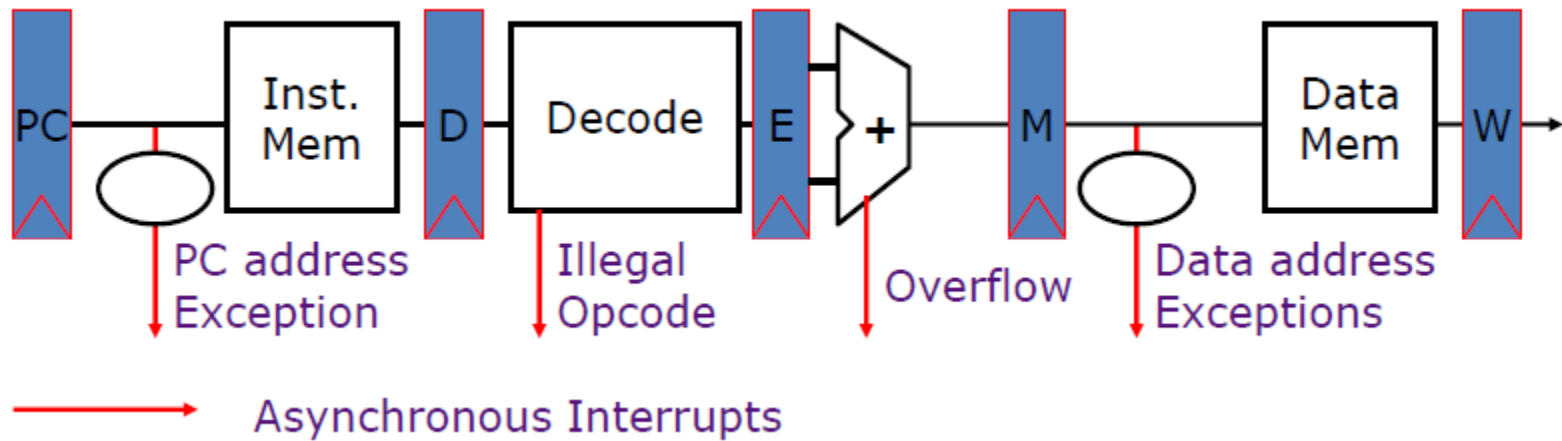 PC
Inst.
Mem
D
Decode
E
+
M
Data
Mem
W
PC address
Exception
Illegal
Opcode
Overflow
Data address
Exceptions
Asynchronous Interrupts